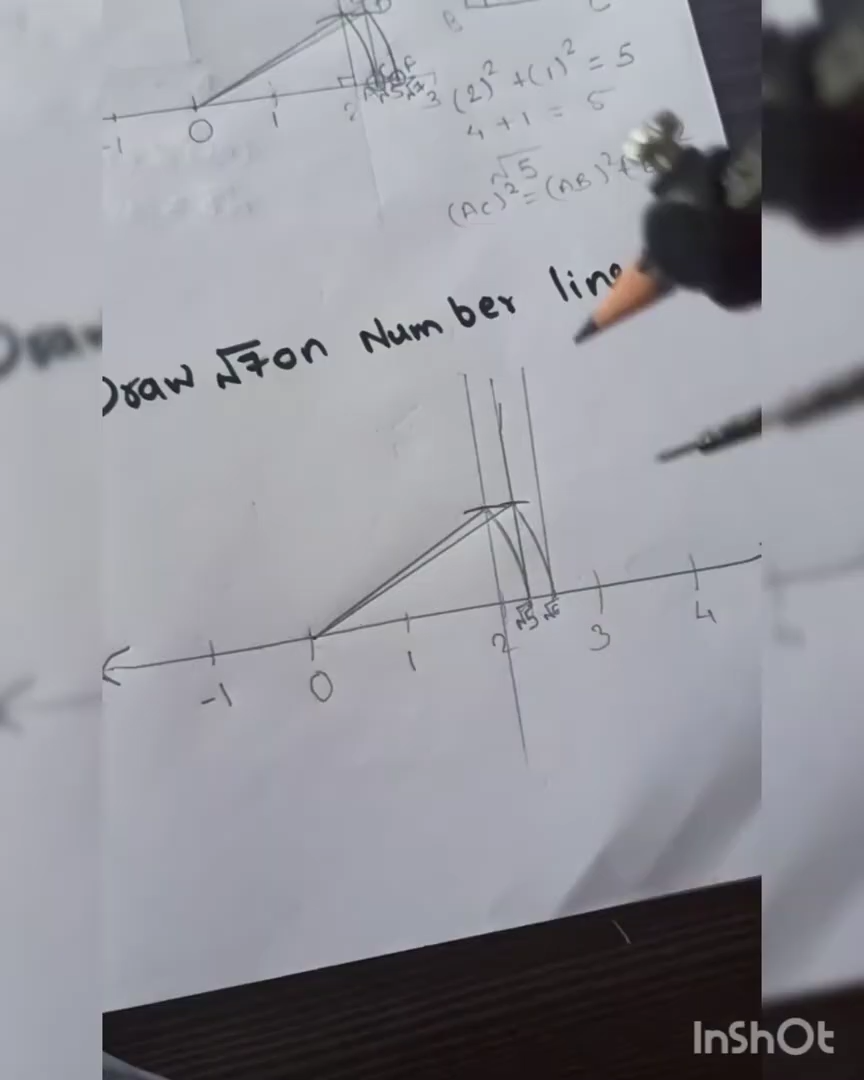 B C
(2)² + (1)² = 5
4 + 1 = 5
√5
(AC)² = (AB)² +
-1 0 1 2 3
Draw √7 on Number line
√5 √6
-1 0 1 2 3 4
InShOt